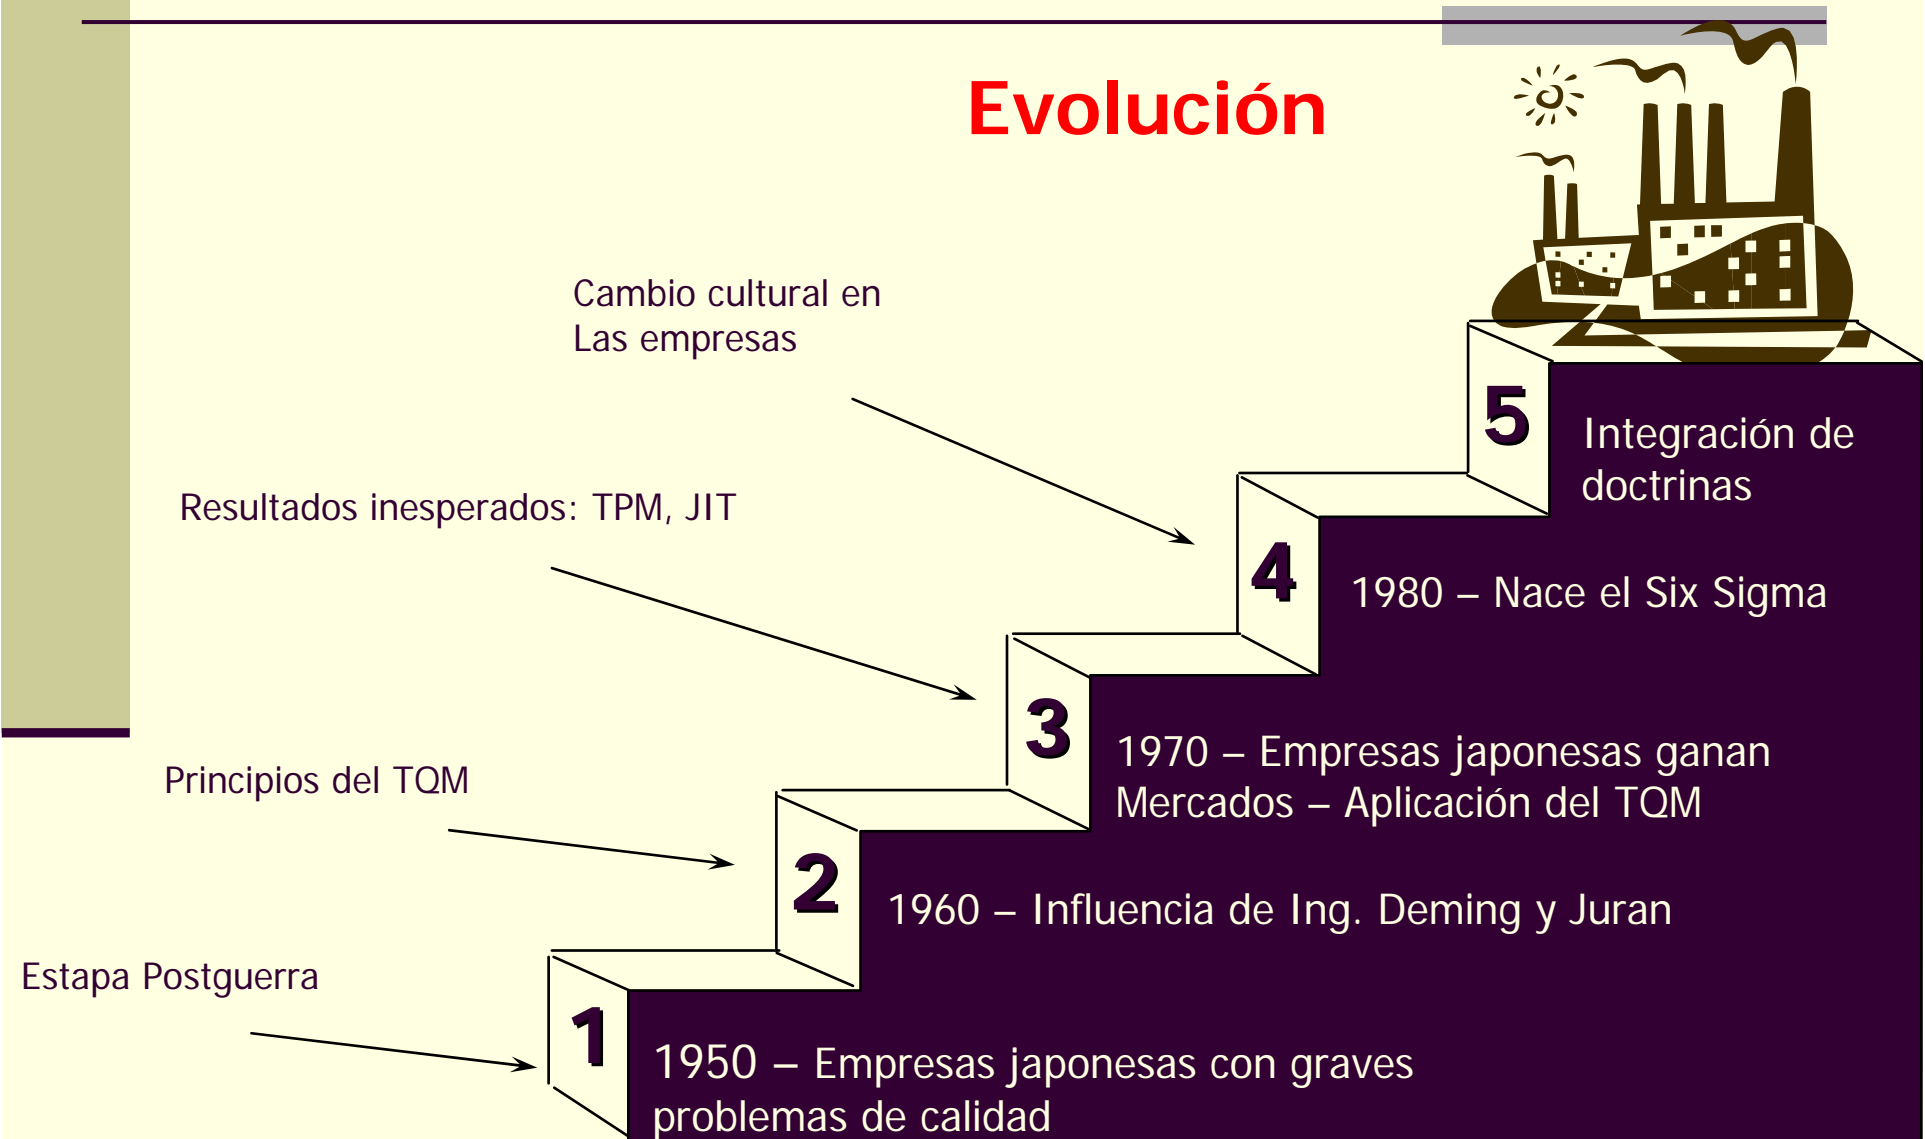 Evolución
Cambio cultural en
Las empresas
5
Integración de
doctrinas
Resultados inesperados: TPM, JIT
4
1980 – Nace el Six Sigma
3
1970 – Empresas japonesas ganan
Mercados – Aplicación del TQM
Principios del TQM
2
1960 – Influencia de Ing. Deming y Juran
Estapa Postguerra
1
1950 – Empresas japonesas con graves
problemas de calidad